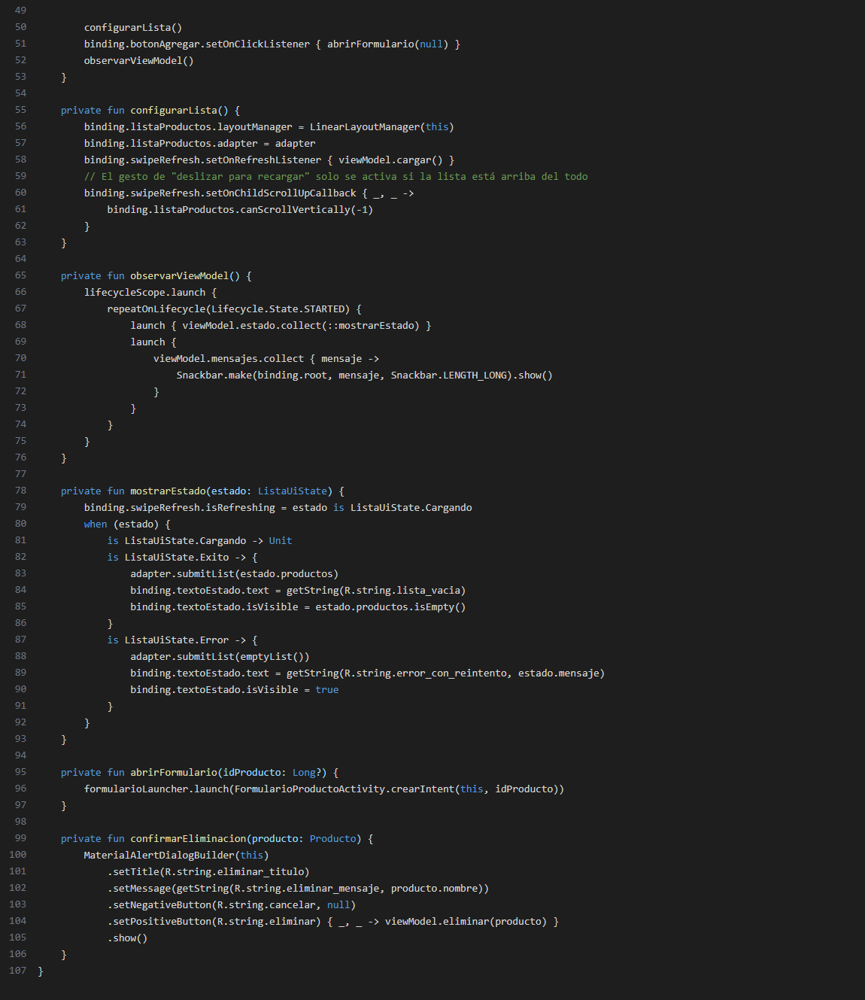 49
50 configurarLista()
51 binding.botonAgregar.setOnClickListener { abrirFormulario(null) }
52 observarViewModel()
53 }
54
55 private fun configurarLista() {
56 binding.listaProductos.layoutManager = LinearLayoutManager(this)
57 binding.listaProductos.adapter = adapter
58 binding.swipeRefresh.setOnRefreshListener { viewModel.cargar() }
59 // El gesto de "deslizar para recargar" solo se activa si la lista está arriba del todo
60 binding.swipeRefresh.setOnChildScrollUpCallback { _, _ ->
61 binding.listaProductos.canScrollVertically(-1)
62 }
63 }
64
65 private fun observarViewModel() {
66 lifecycleScope.launch {
67 repeatOnLifecycle(Lifecycle.State.STARTED) {
68 launch { viewModel.estado.collect(::mostrarEstado) }
69 launch {
70 viewModel.mensajes.collect { mensaje ->
71 Snackbar.make(binding.root, mensaje, Snackbar.LENGTH_LONG).show()
72 }
73 }
74 }
75 }
76 }
77
78 private fun mostrarEstado(estado: ListaUiState) {
79 binding.swipeRefresh.isRefreshing = estado is ListaUiState.Cargando
80 when (estado) {
81 is ListaUiState.Cargando -> Unit
82 is ListaUiState.Exito -> {
83 adapter.submitList(estado.productos)
84 binding.textoEstado.text = getString(R.string.lista_vacia)
85 binding.textoEstado.isVisible = estado.productos.isEmpty()
86 }
87 is ListaUiState.Error -> {
88 adapter.submitList(emptyList())
89 binding.textoEstado.text = getString(R.string.error_con_reintento, estado.mensaje)
90 binding.textoEstado.isVisible = true
91 }
92 }
93 }
94
95 private fun abrirFormulario(idProducto: Long?) {
96 formularioLauncher.launch(FormularioProductoActivity.crearIntent(this, idProducto))
97 }
98
99 private fun confirmarEliminacion(producto: Producto) {
100 MaterialAlertDialogBuilder(this)
101 .setTitle(R.string.eliminar_titulo)
102 .setMessage(getString(R.string.eliminar_mensaje, producto.nombre))
103 .setNegativeButton(R.string.cancelar, null)
104 .setPositiveButton(R.string.eliminar) { _, _ -> viewModel.eliminar(producto) }
105 .show()
106 }
107 }